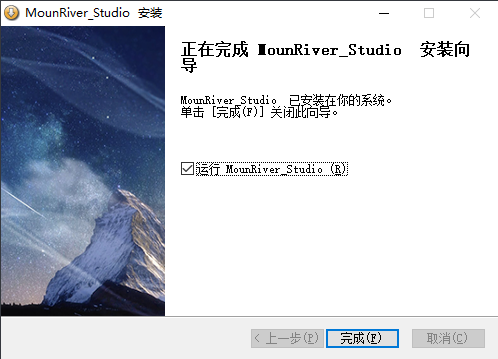 MounRiver_Studio 安装
正在完成 MounRiver_Studio 安装向
导
MounRiver_Studio 已安装在你的系统。
单击 [完成(F)] 关闭此向导。
运行 MounRiver_Studio (R)
< 上一步(P)
完成(F)
取消(C)